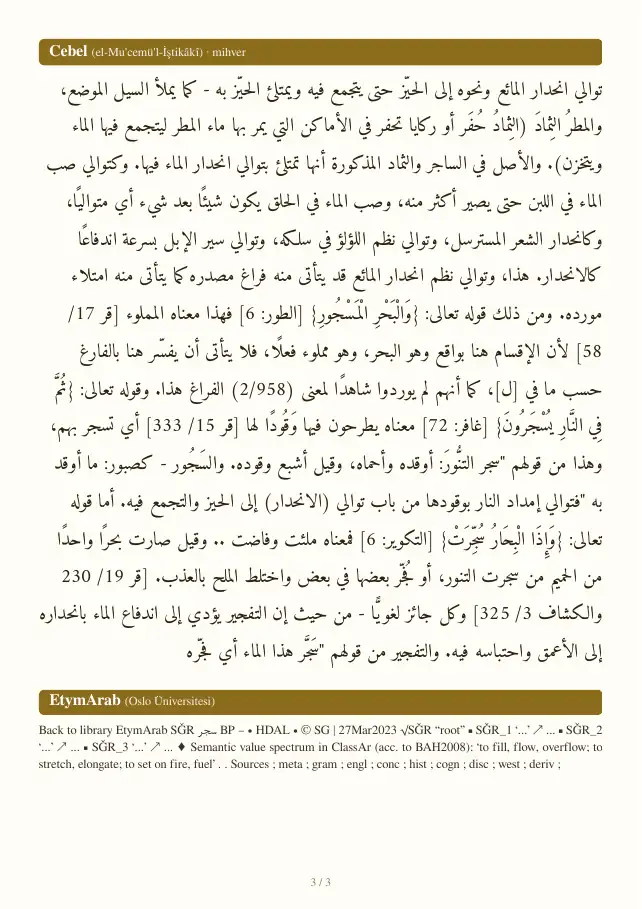 Cebel (el-Mu'cemü'l-İştikâkî) · mihver
توالي انحدار المائع ونحوه إلى الحيّز حتى يتجمع فيه ويمتلئ الحيّز به - كما يملأ السيل الموضع،
والمطرُ الثِمادَ (الثِمادُ حُفَر أو ركايا تحفر في الأماكن التي يمر بها ماء المطر ليتجمع فيها الماء
ويتخزن). والأصل في الساجر والثماد المذكورة أنها تمتلئ بتوالي انحدار الماء فيها. وكتوالي صب
الماء في اللبن حتى يصير أكثر منه، وصب الماء في الحلق يكون شيئًا بعد شيء أي متواليًا،
وكانحدار الشعر المسترسل، وتوالي نظم اللؤلؤ في سلكه، وتوالي سير الإبل بسرعة اندفاعًا
كالانحدار. هذا، وتوالي نظم انحدار المائع قد يتأتى منه فراغ مصدره كما يتأتى منه امتلاء
مورده. ومن ذلك قوله تعالى: {وَالْبَحْرِ الْمَسْجُورِ} [الطور: 6] فهذا معناه المملوء [قر 17/
58] لأن الإقسام هنا بواقع وهو البحر، وهو مملوء فعلًا، فلا يتأتى أن يفسّر هنا بالفارغ
حسب ما في [ل]، كما أنهم لم يوردوا شاهدًا لمعنى (2/958) الفراغ هذا. وقوله تعالى: {ثُمَّ
فِي النَّارِ يُسْجَرُونَ} [غافر: 72] معناه يطرحون فيها وَقُودًا لها [قر 15/ 333] أي تسجر بهم،
وهذا من قولهم "سجر التنُّورَ: أوقده وأحماه، وقيل أشبع وقوده. والسَجُور - كصبور: ما أوقد
به "فتوالي إمداد النار بوقودها من باب توالي (الانحدار) إلى الحيز والتجمع فيه. أما قوله
تعالى: {وَإِذَا الْبِحَارُ سُجِّرَتْ} [التكوير: 6] فمعناه ملئت وفاضت .. وقيل صارت بحرًا واحدًا
من الحميم من سجرت التنور، أو بُجِّر بعضها في بعض واختلط الملح بالعذب. [قر 19/ 230
والكشاف 3/ 325] وكل جائز لغويًّا - من حيث إن التفجير يؤدي إلى اندفاع الماء بانحداره
إلى الأعمق واحتباسه فيه. والتفجير من قولهم "سَجَّر هذا الماء أي فجّره
EtymArab (Oslo Üniversitesi)
Back to library EtymArab SĞR سجر BP – • HDAL • © SG | 27Mar2023 √SĞR “root” ▪ SĞR_1 ‘...’ ↗ ... ▪ SĞR_2
‘...’ ↗ ... ▪ SĞR_3 ‘...’ ↗ ... ♦ Semantic value spectrum in ClassAr (acc. to BAH2008): ‘to fill, flow, overflow; to
stretch, elongate; to set on fire, fuel’ . . Sources ; meta ; gram ; engl ; conc ; hist ; cogn ; disc ; west ; deriv ;
3 / 3